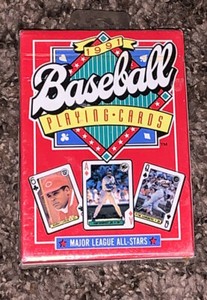 1991
Baseball
PLAYING • CARDS
MAJOR LEAGUE ALL-STARS